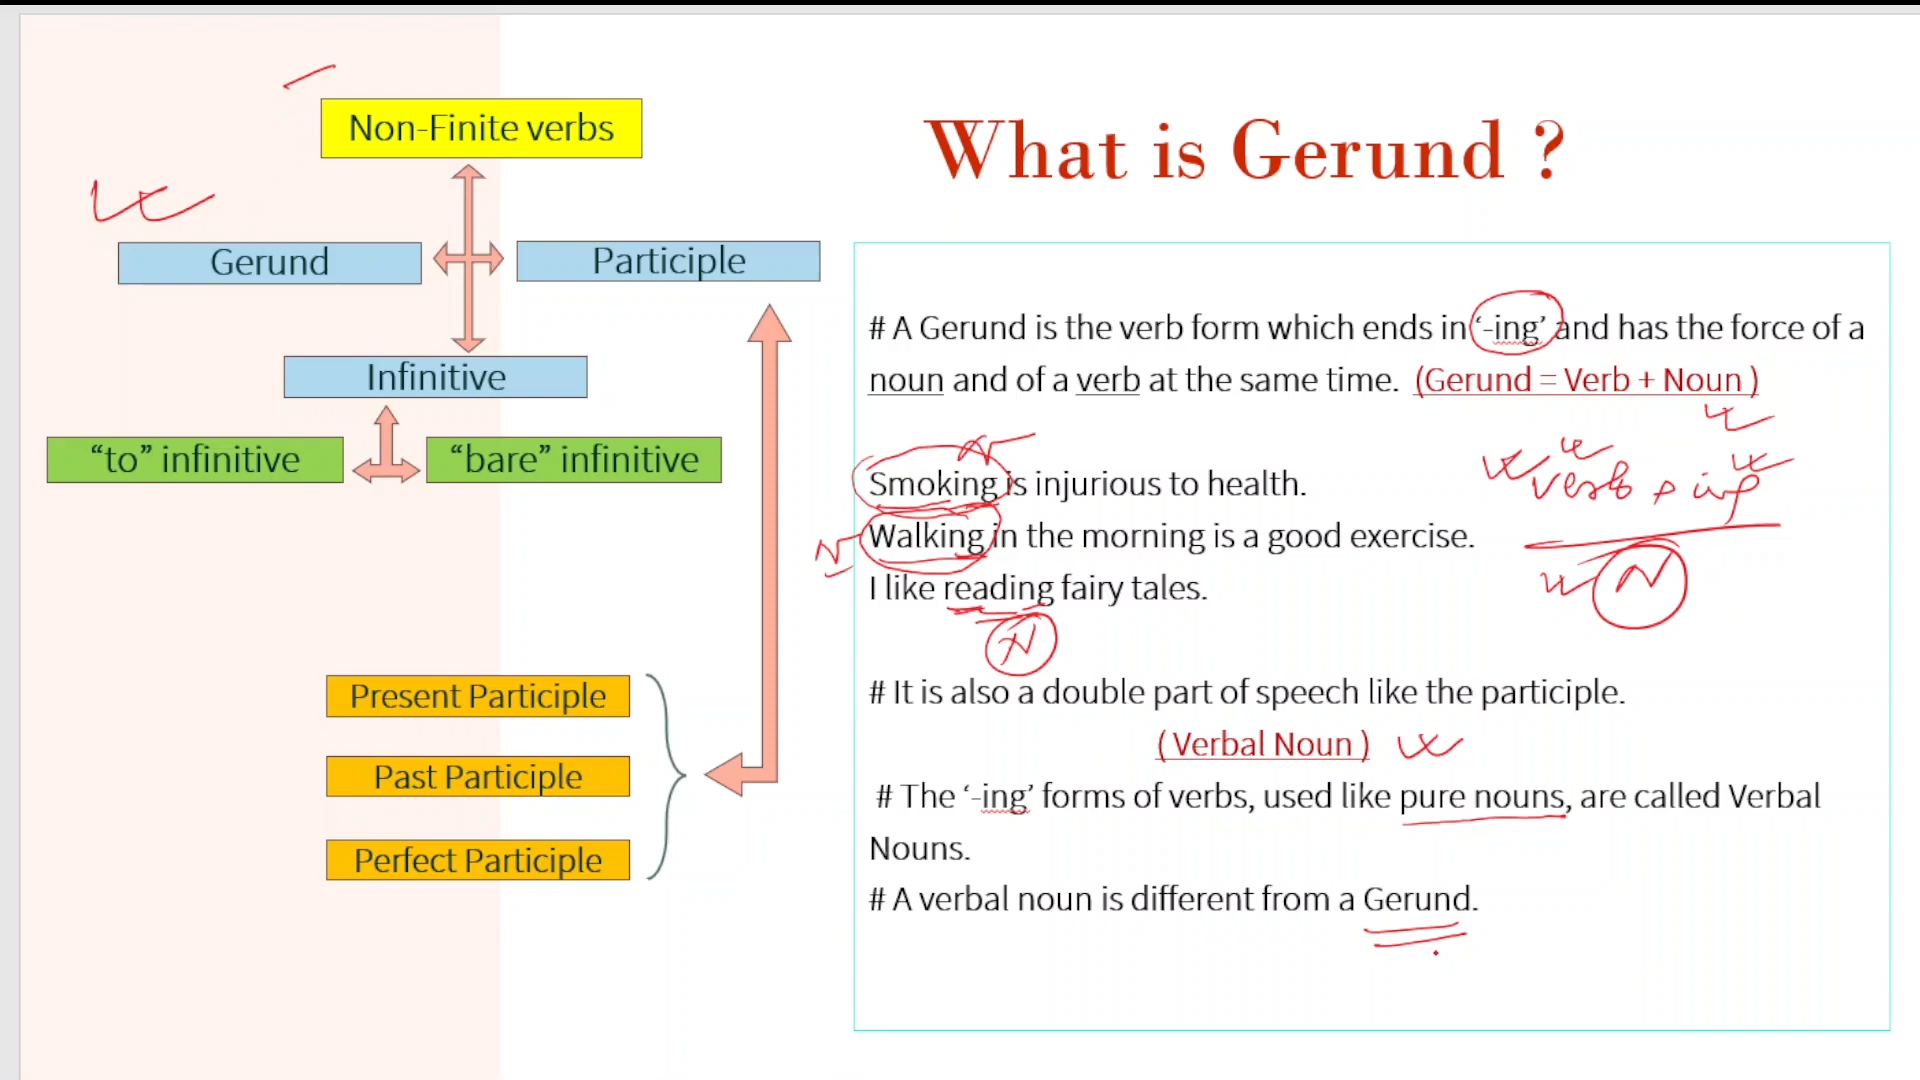 Non-Finite verbs
Gerund
Participle
Infinitive
“to” infinitive
“bare” infinitive
Present Participle
Past Participle
Perfect Participle
What is Gerund ?
# A Gerund is the verb form which ends in ‘-ing’ and has the force of a
noun and of a verb at the same time. (Gerund = Verb + Noun )
Smoking is injurious to health.
N
Walking in the morning is a good exercise.
N
I like reading fairy tales.
N
verb + ing
N
# It is also a double part of speech like the participle.
( Verbal Noun )
# The ‘-ing’ forms of verbs, used like pure nouns, are called Verbal
Nouns.
# A verbal noun is different from a Gerund.